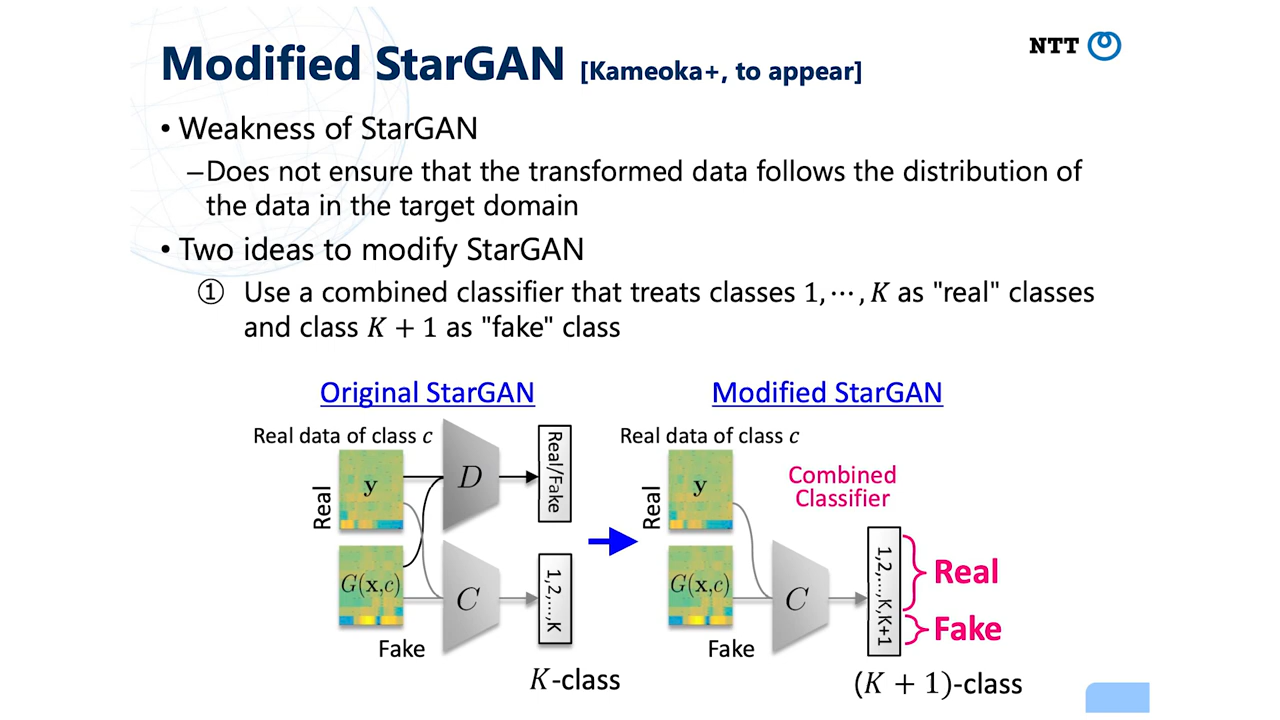 Modified StarGAN [Kameoka+, to appear]
NTT
• Weakness of StarGAN
–Does not ensure that the transformed data follows the distribution of
the data in the target domain
• Two ideas to modify StarGAN
① Use a combined classifier that treats classes 1, ⋯ , K as "real" classes
and class K + 1 as "fake" class
Original StarGAN
Real data of class c
Real
y
D
Real/Fake
G(x,c)
C
1,2,...,K
Fake
K-class
Modified StarGAN
Real data of class c
Real
y
Combined
Classifier
G(x,c)
C
1,2,...,K,K+1
Real
Fake
Fake
(K + 1)-class